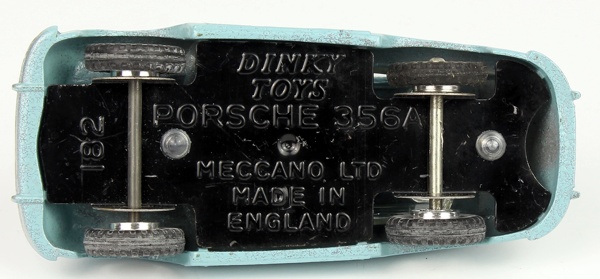 DINKY
TOYS
PORSCHE 356A
182
MECCANO LTD
MADE IN
ENGLAND